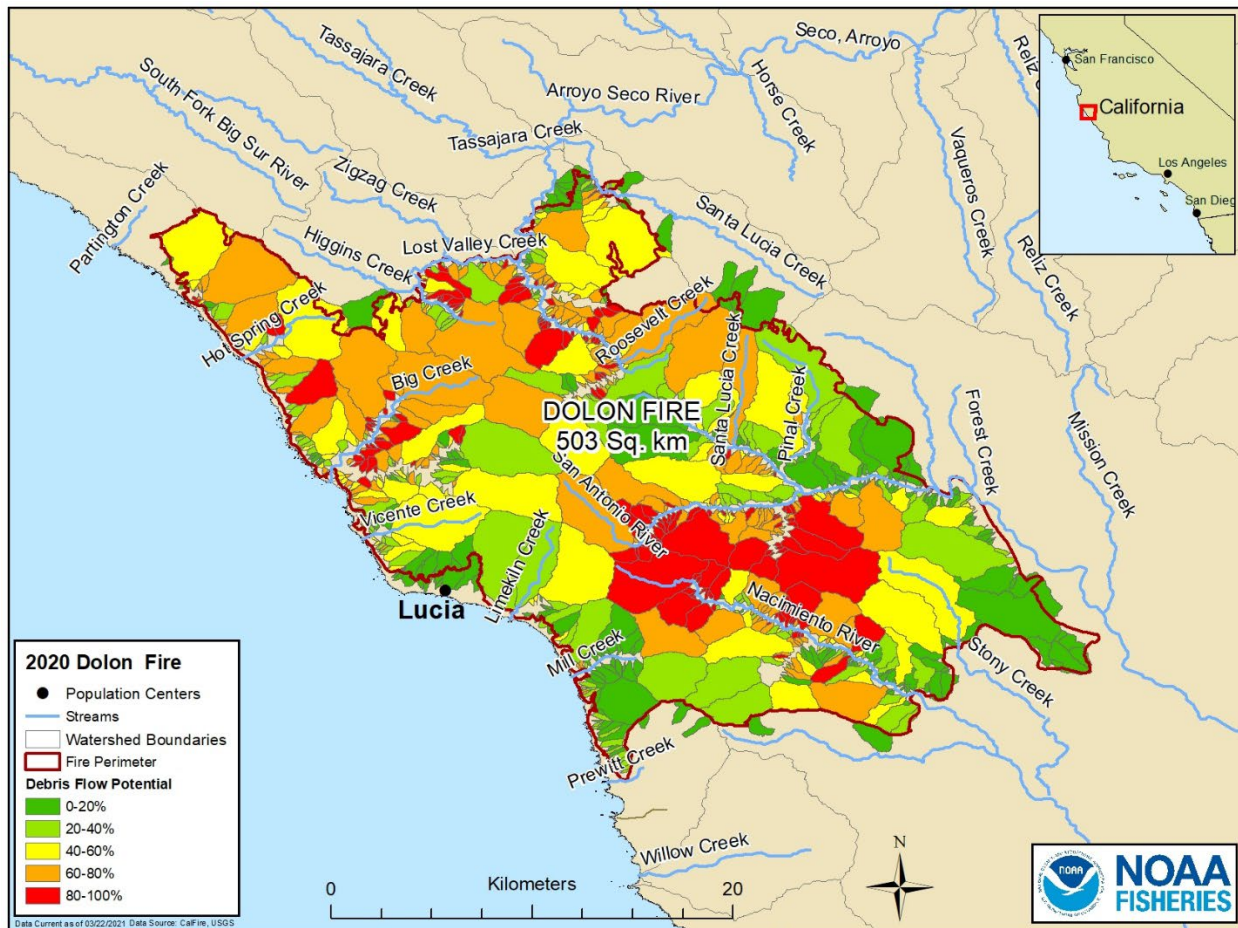 Tassajara Creek
Seco, Arroyo
Reliz C
San Francisco
California
Los Angeles
San Dieg
South Fork Big Sur River
Arroyo Seco River
Horse Creek
Tassajara Creek
Vaqueros Creek
Zigzag Creek
Partington Creek
Santa Lucia Creek
Lost Valley Creek
Higgins Creek
Reliz Creek
Hot Spring Creek
Roosevelt Creek
Big Creek
Santa Lucia Creek
Pinal Creek
DOLON FIRE
503 Sq. km
Forest Creek
Mission Creek
San Antonio River
Vicente Creek
Limekiln Creek
Lucia
Nacimiento River
Mill Creek
Stony Creek
Prewitt Creek
Willow Creek
2020 Dolon Fire
Population Centers
Streams
Watershed Boundaries
Fire Perimeter
Debris Flow Potential
0-20%
20-40%
40-60%
60-80%
80-100%
Data Current as of 03/22/2021 Data Source: CalFire, USGS
0 Kilometers 20
N
NOAA
NOAA
FISHERIES